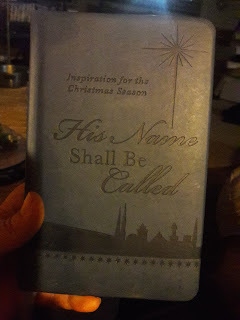 Inspiration for the
Christmas Season
His Name
Shall Be
Called